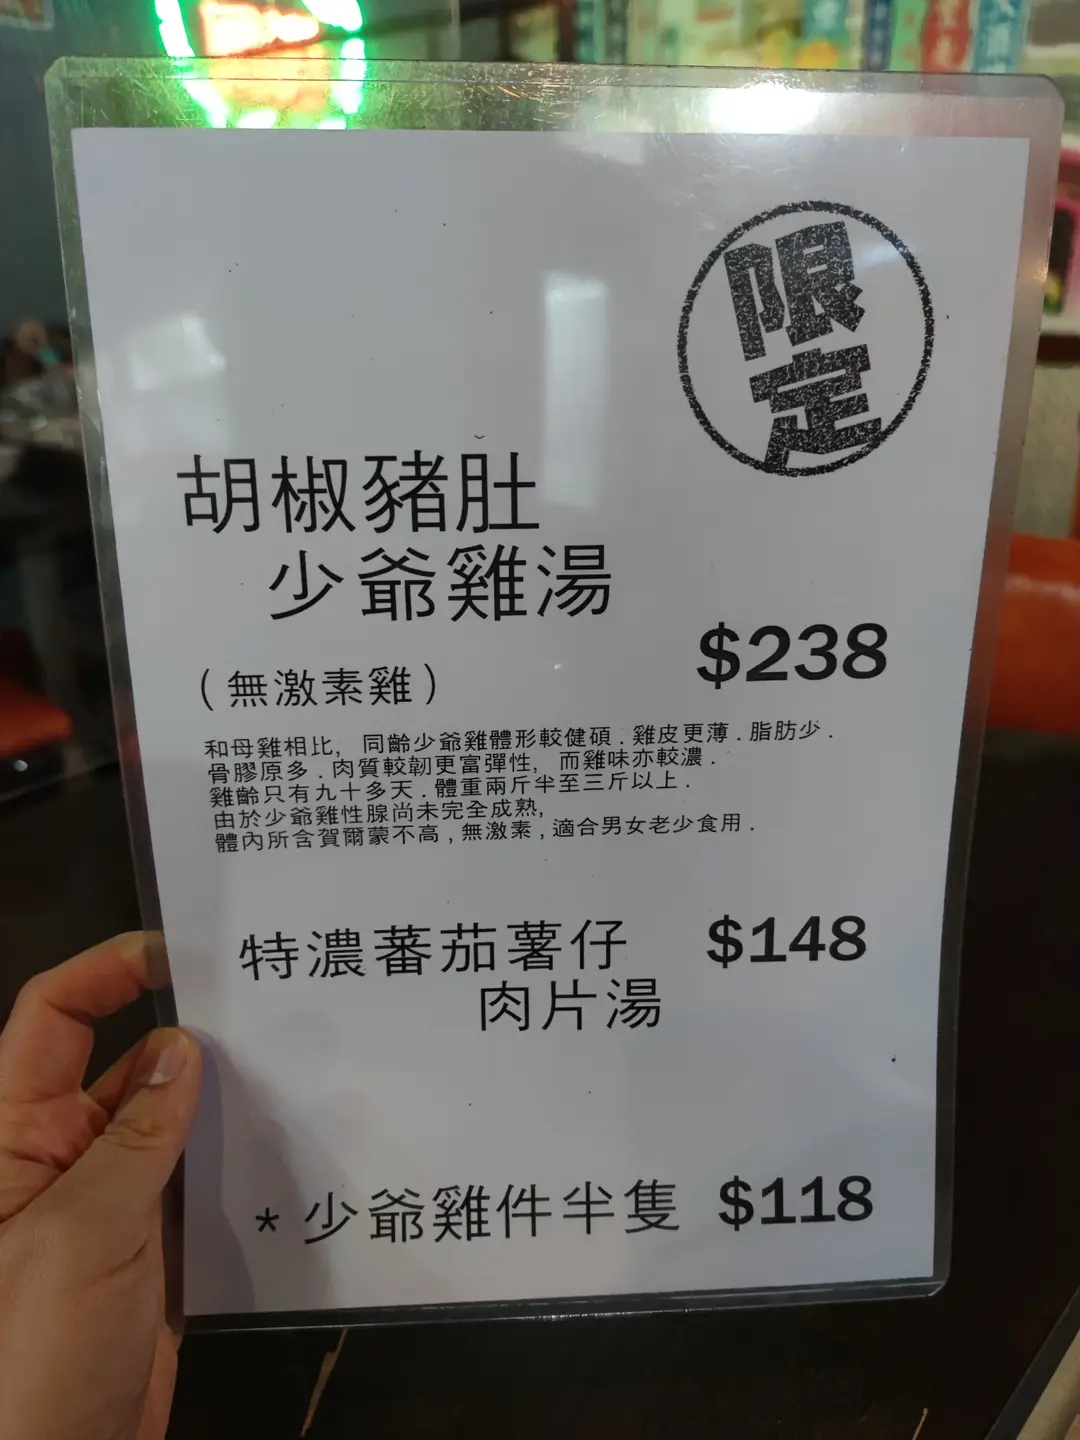 限
定
胡椒豬肚
少爺雞湯
$238
(無激素雞)
和母雞相比, 同齡少爺雞體形較健碩.雞皮更薄.脂肪少.
骨膠原多.肉質較韌更富彈性, 而雞味亦較濃.
雞齡只有九十多天.體重兩斤半至三斤以上.
由於少爺雞性腺尚未完全成熟,
體內所含賀爾蒙不高,無激素,適合男女老少食用.
特濃蕃茄薯仔 $148
肉片湯
*少爺雞件半隻 $118